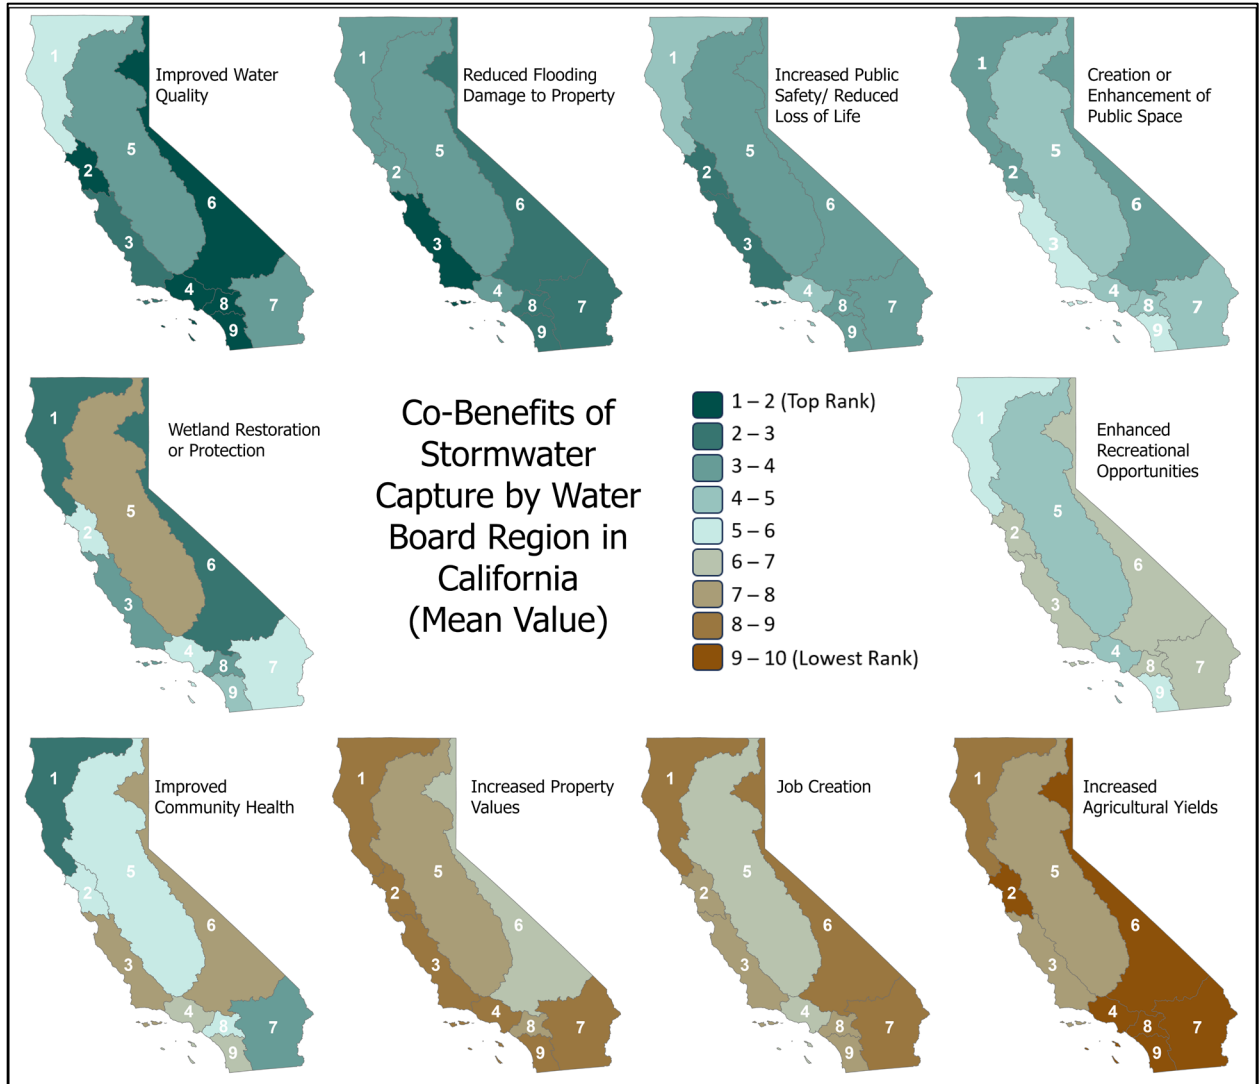 1
Improved Water
Quality
5
2
6
3
4
8
7
9
1
Reduced Flooding
Damage to Property
5
2
6
3
4
8
7
9
1
Increased Public
Safety/ Reduced
Loss of Life
5
2
6
3
4
8
7
9
1
Creation or
Enhancement of
Public Space
5
2
6
3
4
8
7
9
1
Wetland Restoration
or Protection
5
2
6
3
4
8
7
9
Co-Benefits of
Stormwater
Capture by Water
Board Region in
California
(Mean Value)
1 – 2 (Top Rank)
2 – 3
3 – 4
4 – 5
5 – 6
6 – 7
7 – 8
8 – 9
9 – 10 (Lowest Rank)
1
Enhanced
Recreational
Opportunities
5
2
6
3
4
8
7
9
1
Improved
Community Health
5
2
6
3
4
8
7
9
1
Increased Property
Values
5
2
6
3
4
8
7
9
1
Job Creation
5
2
6
3
4
8
7
9
1
Increased
Agricultural Yields
5
2
6
3
4
8
7
9